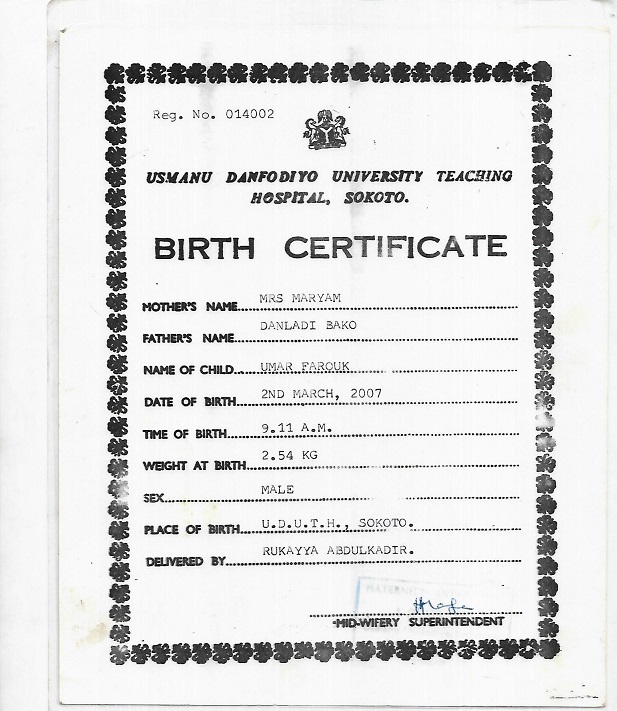 Reg. No. 014002
USMANU DANFODIYO UNIVERSITY TEACHING
HOSPITAL, SOKOTO.
BIRTH CERTIFICATE
MOTHER'S NAME MRS MARYAM
FATHER'S NAME DANLADI BAKO
NAME OF CHILD UMAR FAROUK
DATE OF BIRTH 2ND MARCH, 2007
TIME OF BIRTH 9.11 A.M.
WEIGHT AT BIRTH 2.54 KG
SEX MALE
PLACE OF BIRTH U.D.U.T.H., SOKOTO.
DELIVERED BY RUKAYYA ABDULKADIR.
MID-WIFERY SUPERINTENDENT